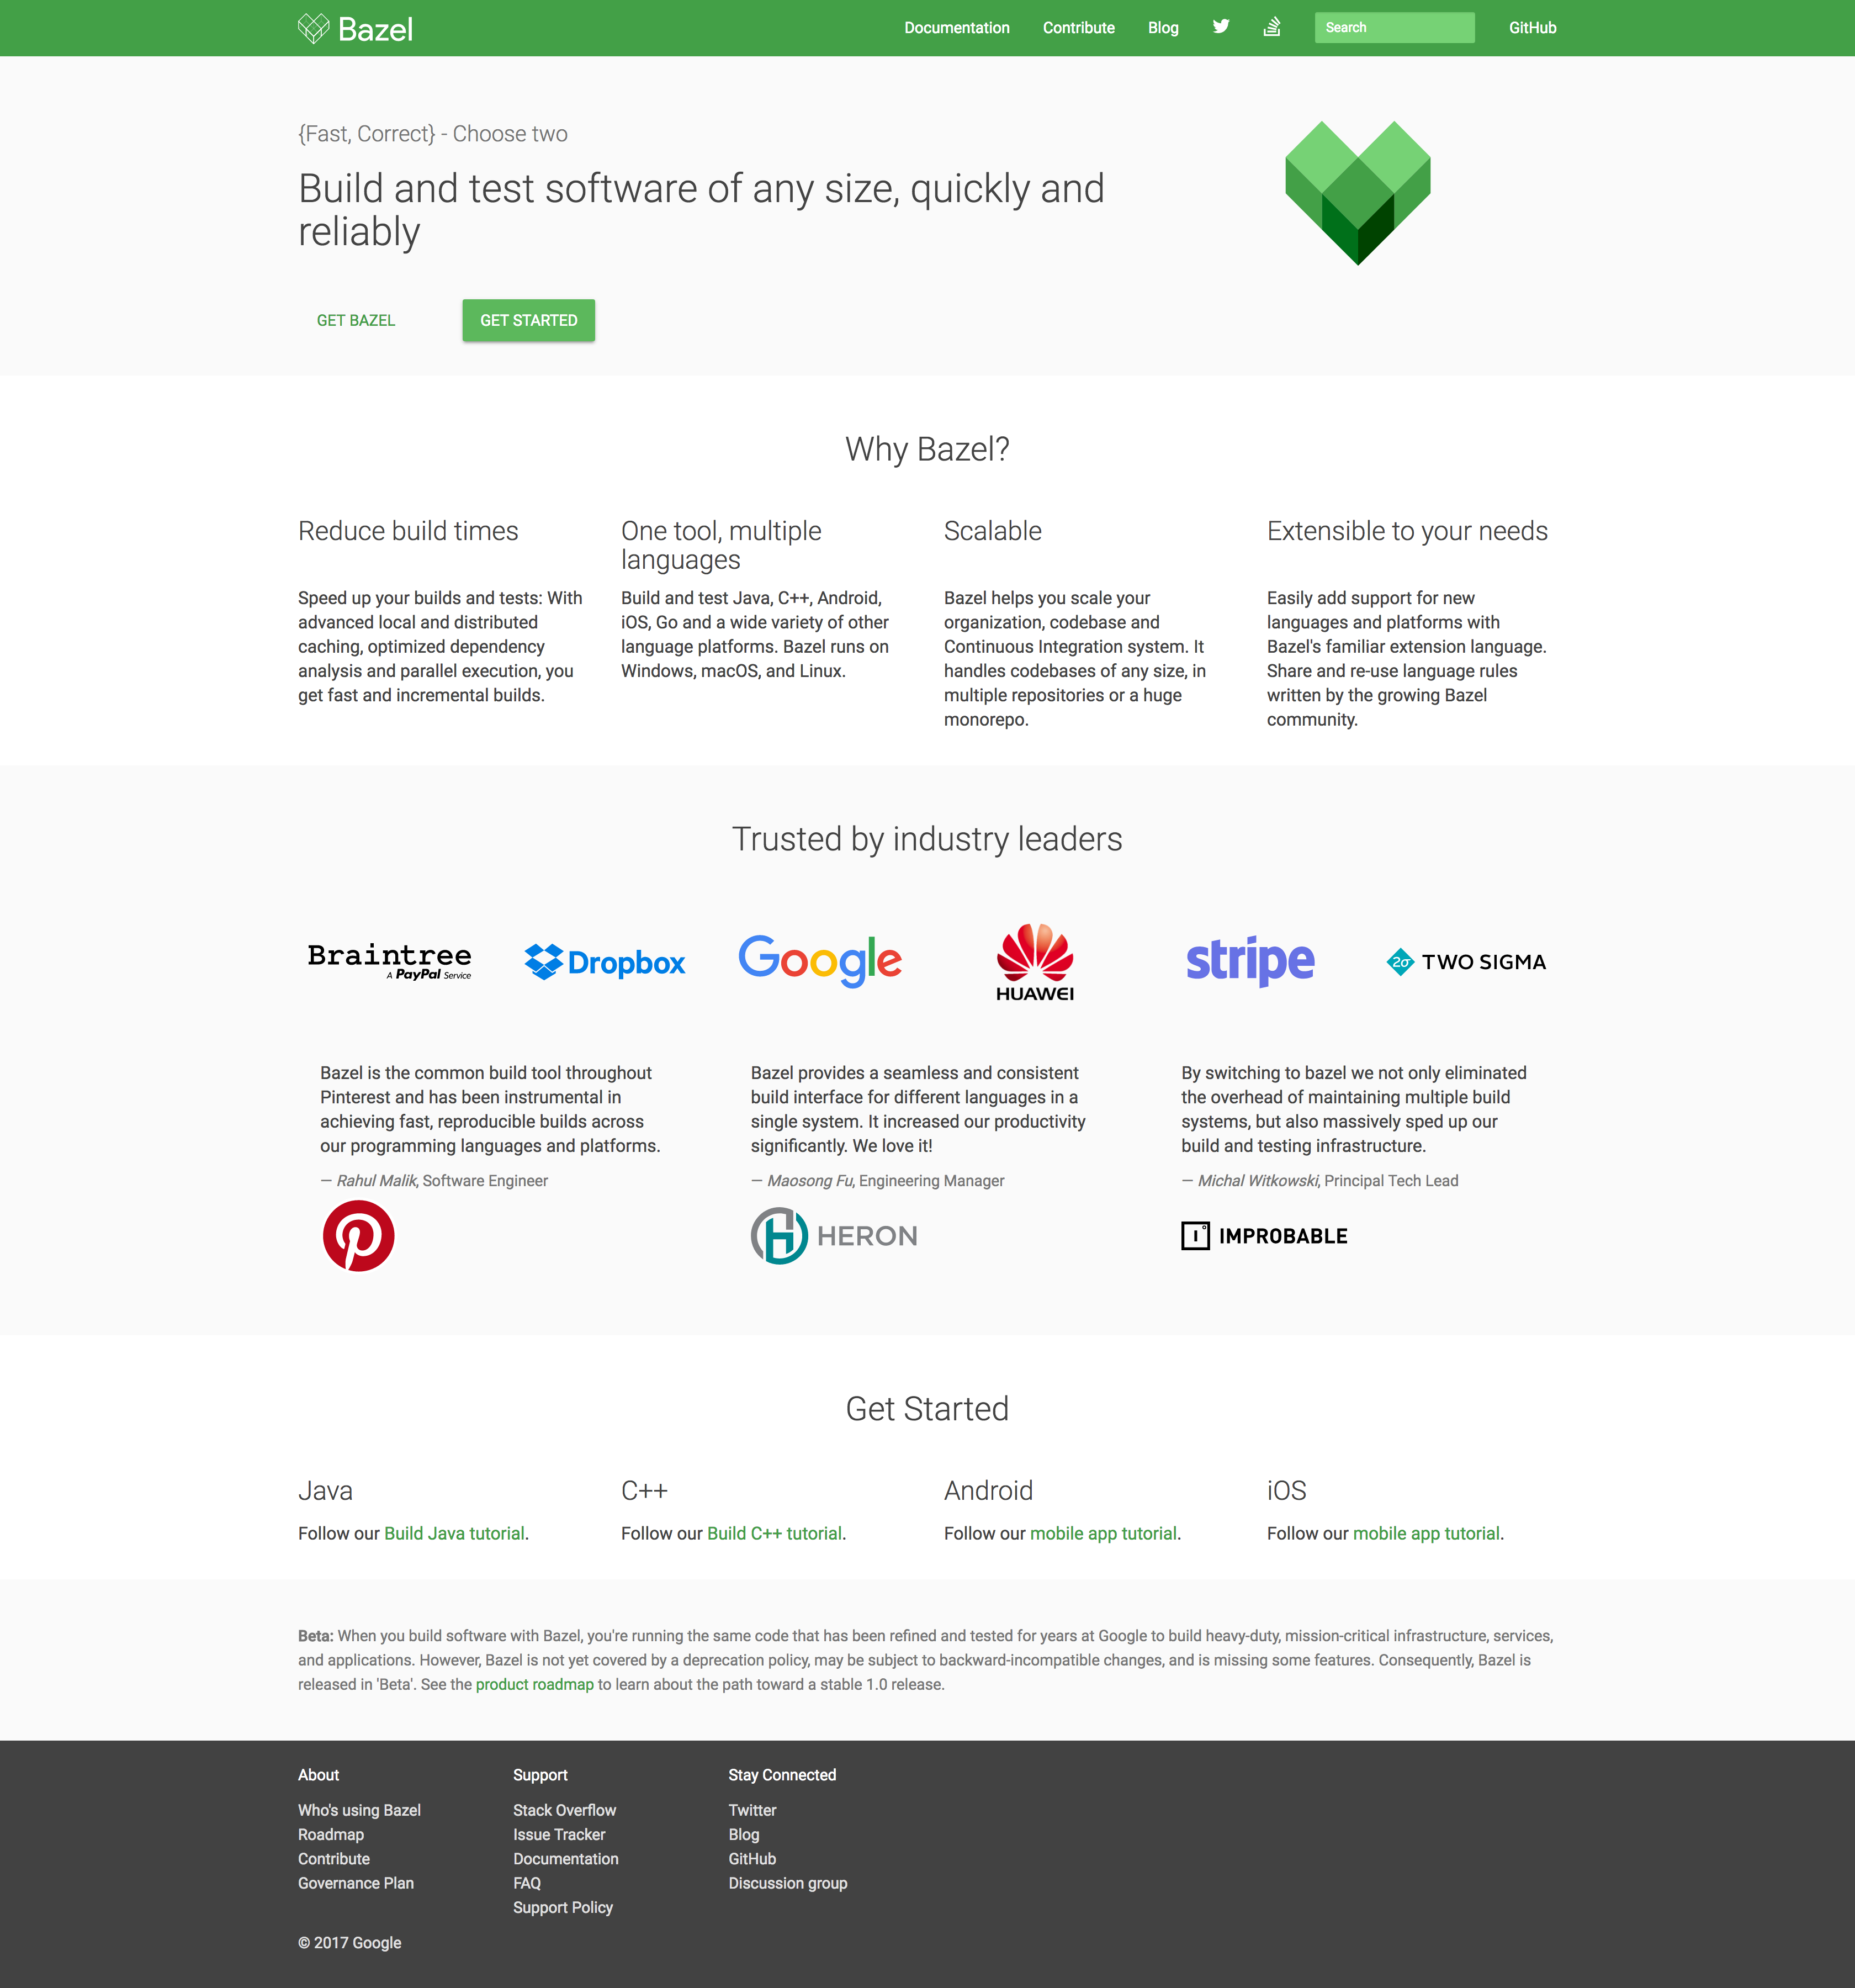 Bazel
Documentation
Contribute
Blog
Search
GitHub
{Fast, Correct} - Choose two
Build and test software of any size, quickly and
reliably
GET BAZEL
GET STARTED
Why Bazel?
Reduce build times
Speed up your builds and tests: With
advanced local and distributed
caching, optimized dependency
analysis and parallel execution, you
get fast and incremental builds.
One tool, multiple
languages
Build and test Java, C++, Android,
iOS, Go and a wide variety of other
language platforms. Bazel runs on
Windows, macOS, and Linux.
Scalable
Bazel helps you scale your
organization, codebase and
Continuous Integration system. It
handles codebases of any size, in
multiple repositories or a huge
monorepo.
Extensible to your needs
Easily add support for new
languages and platforms with
Bazel's familiar extension language.
Share and re-use language rules
written by the growing Bazel
community.
Trusted by industry leaders
Braintree
A PayPal Service
Dropbox
Google
HUAWEI
stripe
2σ TWO SIGMA
Bazel is the common build tool throughout
Pinterest and has been instrumental in
achieving fast, reproducible builds across
our programming languages and platforms.
— Rahul Malik, Software Engineer
Bazel provides a seamless and consistent
build interface for different languages in a
single system. It increased our productivity
significantly. We love it!
— Maosong Fu, Engineering Manager
HERON
By switching to bazel we not only eliminated
the overhead of maintaining multiple build
systems, but also massively sped up our
build and testing infrastructure.
— Michal Witkowski, Principal Tech Lead
IMPROBABLE
Get Started
Java
Follow our Build Java tutorial.
C++
Follow our Build C++ tutorial.
Android
Follow our mobile app tutorial.
iOS
Follow our mobile app tutorial.
Beta: When you build software with Bazel, you're running the same code that has been refined and tested for years at Google to build heavy-duty, mission-critical infrastructure, services,
and applications. However, Bazel is not yet covered by a deprecation policy, may be subject to backward-incompatible changes, and is missing some features. Consequently, Bazel is
released in 'Beta'. See the product roadmap to learn about the path toward a stable 1.0 release.
About
Who's using Bazel
Roadmap
Contribute
Governance Plan
Support
Stack Overflow
Issue Tracker
Documentation
FAQ
Support Policy
Stay Connected
Twitter
Blog
GitHub
Discussion group
© 2017 Google